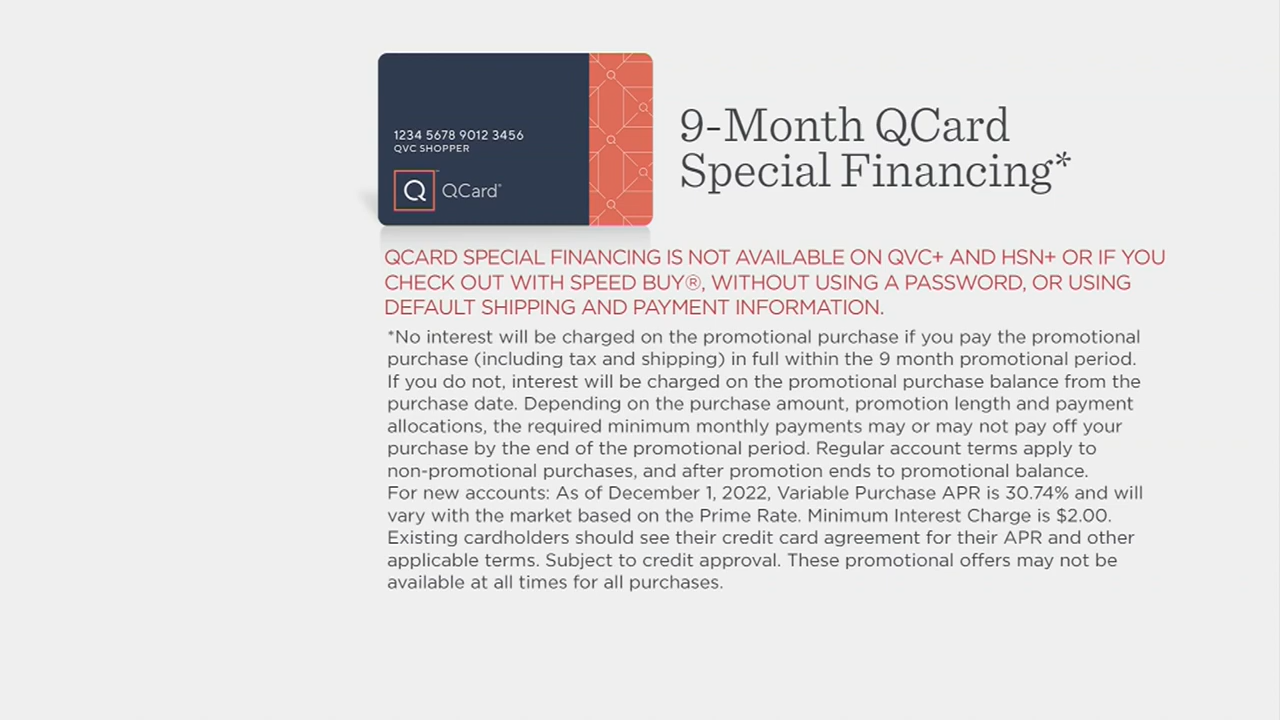 1234 5678 9012 3456
QVC SHOPPER
Q QCard®
9-Month QCard
Special Financing*
QCARD SPECIAL FINANCING IS NOT AVAILABLE ON QVC+ AND HSN+ OR IF YOU
CHECK OUT WITH SPEED BUY®, WITHOUT USING A PASSWORD, OR USING
DEFAULT SHIPPING AND PAYMENT INFORMATION.
*No interest will be charged on the promotional purchase if you pay the promotional
purchase (including tax and shipping) in full within the 9 month promotional period.
If you do not, interest will be charged on the promotional purchase balance from the
purchase date. Depending on the purchase amount, promotion length and payment
allocations, the required minimum monthly payments may or may not pay off your
purchase by the end of the promotional period. Regular account terms apply to
non-promotional purchases, and after promotion ends to promotional balance.
For new accounts: As of December 1, 2022, Variable Purchase APR is 30.74% and will
vary with the market based on the Prime Rate. Minimum Interest Charge is $2.00.
Existing cardholders should see their credit card agreement for their APR and other
applicable terms. Subject to credit approval. These promotional offers may not be
available at all times for all purchases.